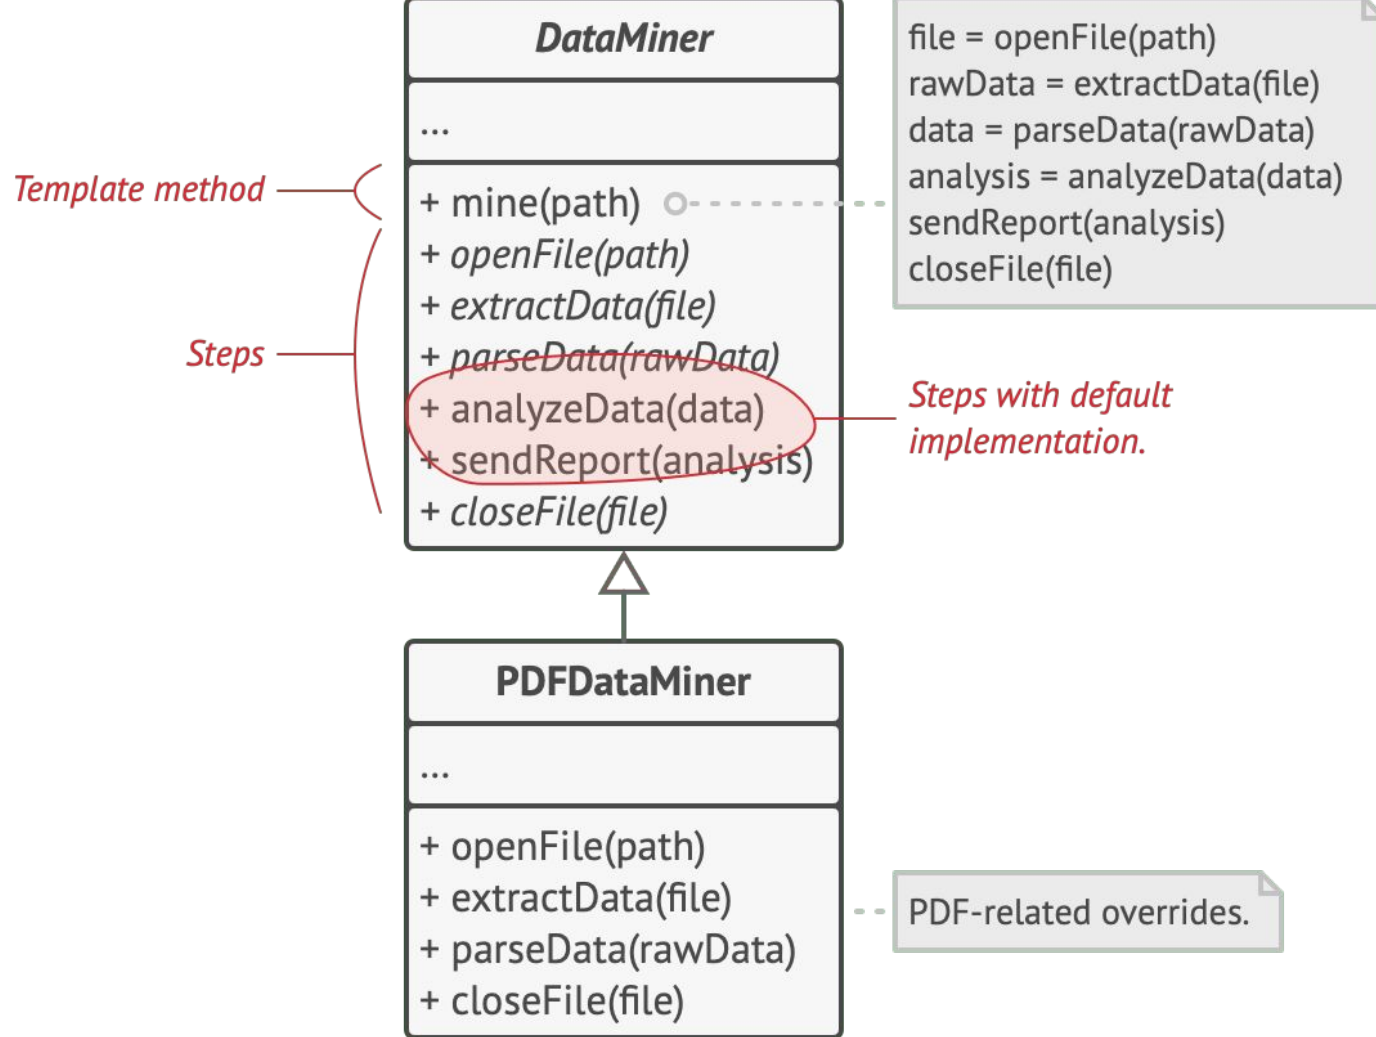 DataMiner
...
Template method
+ mine(path)
+ openFile(path)
+ extractData(file)
+ parseData(rawData)
+ analyzeData(data)
+ sendReport(analysis)
+ closeFile(file)
Steps
file = openFile(path)
rawData = extractData(file)
data = parseData(rawData)
analysis = analyzeData(data)
sendReport(analysis)
closeFile(file)
Steps with default
implementation.
PDFDataMiner
...
+ openFile(path)
+ extractData(file)
+ parseData(rawData)
+ closeFile(file)
PDF-related overrides.